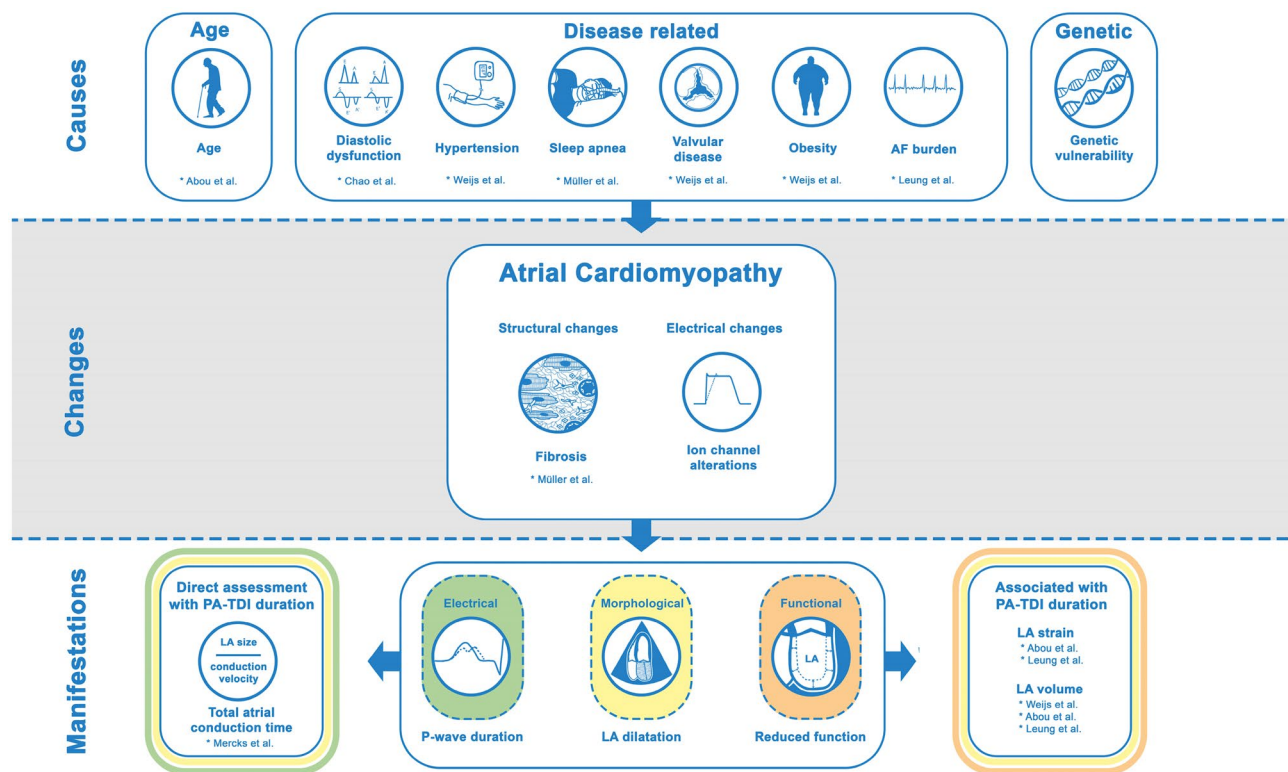 Causes
Age
Age
* Abou et al.
Disease related
Diastolic
dysfunction
* Chao et al.
Hypertension
* Weijs et al.
Sleep apnea
* Müller et al.
Valvular
disease
* Weijs et al.
Obesity
* Weijs et al.
AF burden
* Leung et al.
Genetic
Genetic
vulnerability
Changes
Atrial Cardiomyopathy
Structural changes
Fibrosis
* Müller et al.
Electrical changes
Ion channel
alterations
Manifestations
Direct assessment
with PA-TDI duration
LA size
conduction
velocity
Total atrial
conduction time
* Mercks et al.
Electrical
P-wave duration
Morphological
LA dilatation
Functional
LA
Reduced function
Associated with
PA-TDI duration
LA strain
* Abou et al.
* Leung et al.
LA volume
* Weijs et al.
* Abou et al.
* Leung et al.